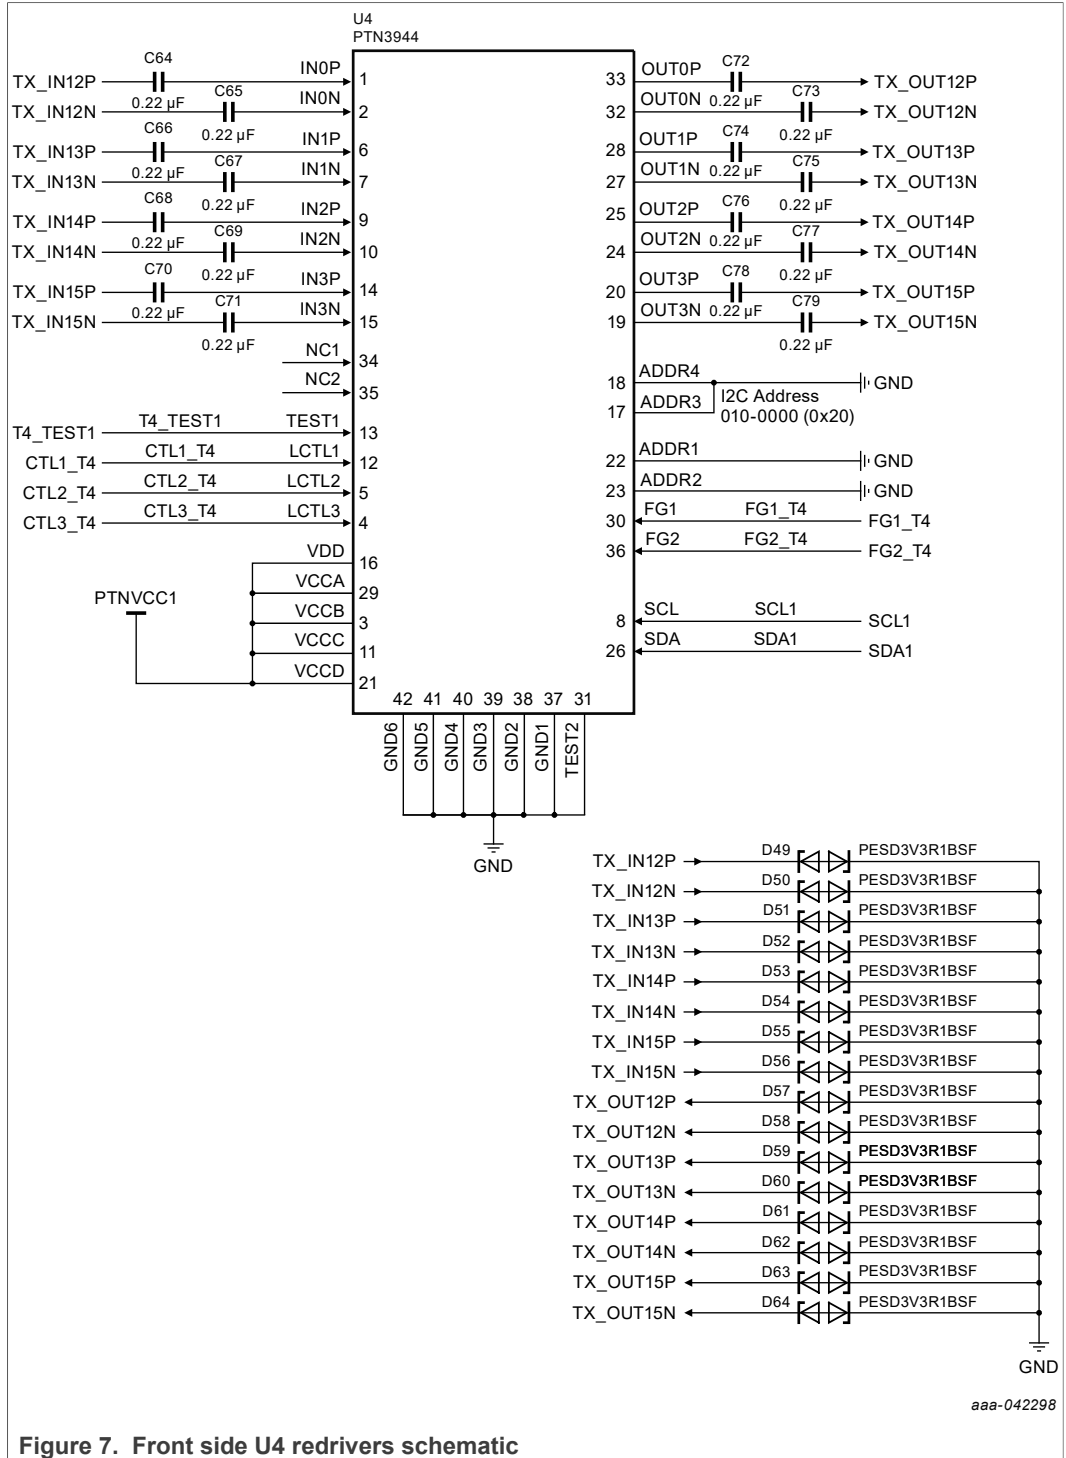 U4
PTN3944
C64
TX_IN12P
IN0P
1
33
OUT0P
C72
TX_OUT12P
0.22 µF
C65
TX_IN12N
IN0N
2
32
OUT0N
0.22 µF
C73
TX_OUT12N
0.22 µF
0.22 µF
C66
TX_IN13P
IN1P
6
28
OUT1P
C74
TX_OUT13P
0.22 µF
C67
TX_IN13N
IN1N
7
27
OUT1N
0.22 µF
C75
TX_OUT13N
0.22 µF
0.22 µF
C68
TX_IN14P
IN2P
9
25
OUT2P
C76
TX_OUT14P
0.22 µF
C69
TX_IN14N
IN2N
10
24
OUT2N
0.22 µF
C77
TX_OUT14N
0.22 µF
0.22 µF
C70
TX_IN15P
IN3P
14
20
OUT3P
C78
TX_OUT15P
0.22 µF
C71
TX_IN15N
IN3N
15
19
OUT3N
0.22 µF
C79
TX_OUT15N
0.22 µF
0.22 µF
NC1
34
NC2
35
18
ADDR4
GND
17
ADDR3
I2C Address
010-0000 (0x20)
T4_TEST1
T4_TEST1
TEST1
13
CTL1_T4
CTL1_T4
LCTL1
12
22
ADDR1
GND
CTL2_T4
CTL2_T4
LCTL2
5
23
ADDR2
GND
CTL3_T4
CTL3_T4
LCTL3
4
30
FG1
FG1_T4
FG1_T4
36
FG2
FG2_T4
FG2_T4
VDD
16
VCCA
29
PTNVCC1
VCCB
3
8
SCL
SCL1
SCL1
VCCC
11
26
SDA
SDA1
SDA1
VCCD
21
42 41 40 39 38 37 31
GND6
GND5
GND4
GND3
GND2
GND1
TEST2
GND
TX_IN12P
D49
PESD3V3R1BSF
TX_IN12N
D50
PESD3V3R1BSF
TX_IN13P
D51
PESD3V3R1BSF
TX_IN13N
D52
PESD3V3R1BSF
TX_IN14P
D53
PESD3V3R1BSF
TX_IN14N
D54
PESD3V3R1BSF
TX_IN15P
D55
PESD3V3R1BSF
TX_IN15N
D56
PESD3V3R1BSF
TX_OUT12P
D57
PESD3V3R1BSF
TX_OUT12N
D58
PESD3V3R1BSF
TX_OUT13P
D59
PESD3V3R1BSF
TX_OUT13N
D60
PESD3V3R1BSF
TX_OUT14P
D61
PESD3V3R1BSF
TX_OUT14N
D62
PESD3V3R1BSF
TX_OUT15P
D63
PESD3V3R1BSF
TX_OUT15N
D64
PESD3V3R1BSF
GND
aaa-042298
Figure 7. Front side U4 redrivers schematic